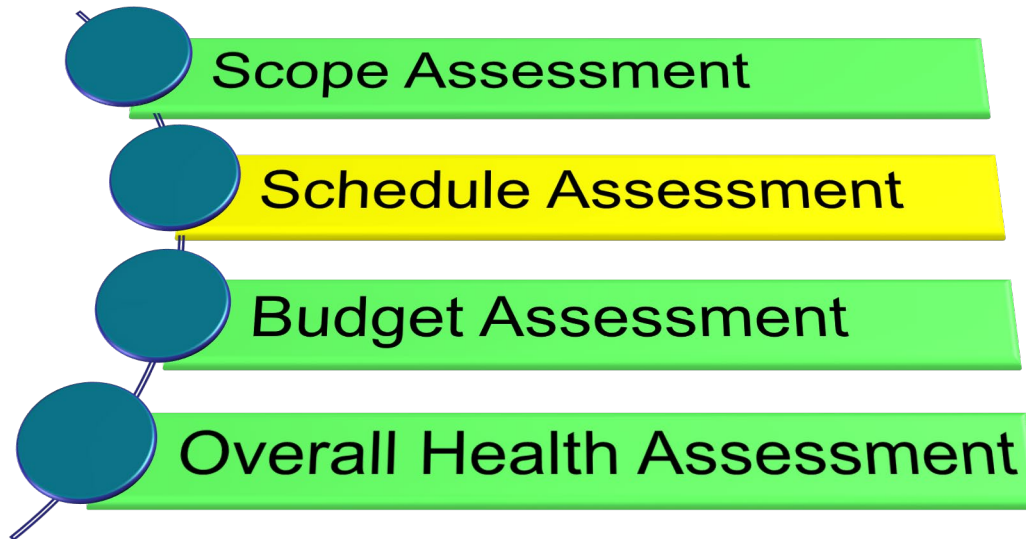 Scope Assessment
Schedule Assessment
Budget Assessment
Overall Health Assessment